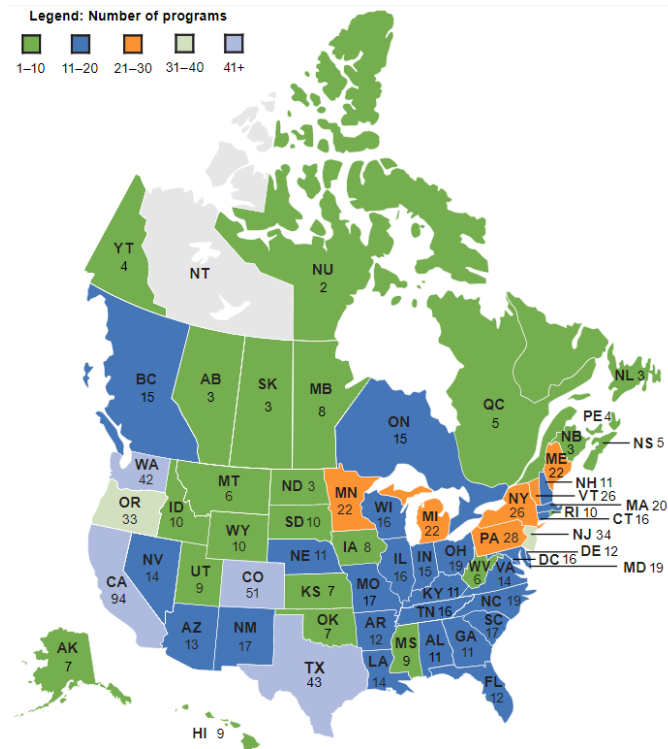 Legend: Number of programs
1–10 11–20 21–30 31–40 41+
YT
4
NT
NU
2
BC
15
AB
3
SK
3
MB
8
ON
15
QC
5
NL 3
PE 4
NB
3
NS 5
WA
42
OR
33
ID
10
MT
6
ND 3
SD 10
WY
10
MN
22
WI
16
MI
22
ME
22
NH 11
VT 26
MA 20
RI 10
CT 16
NY
26
PA 28
NJ 34
DE 12
DC 16
MD 19
CA
94
NV
14
UT
9
CO
51
NE 11
IA 8
KS 7
MO
17
IL
16
IN
15
OH
19
WV
6
VA
14
KY 11
NC 19
TN 16
SC
17
AZ
13
NM
17
OK
7
AR
12
TX
43
LA
14
MS
9
AL
11
GA
11
FL
12
AK
7
HI 9